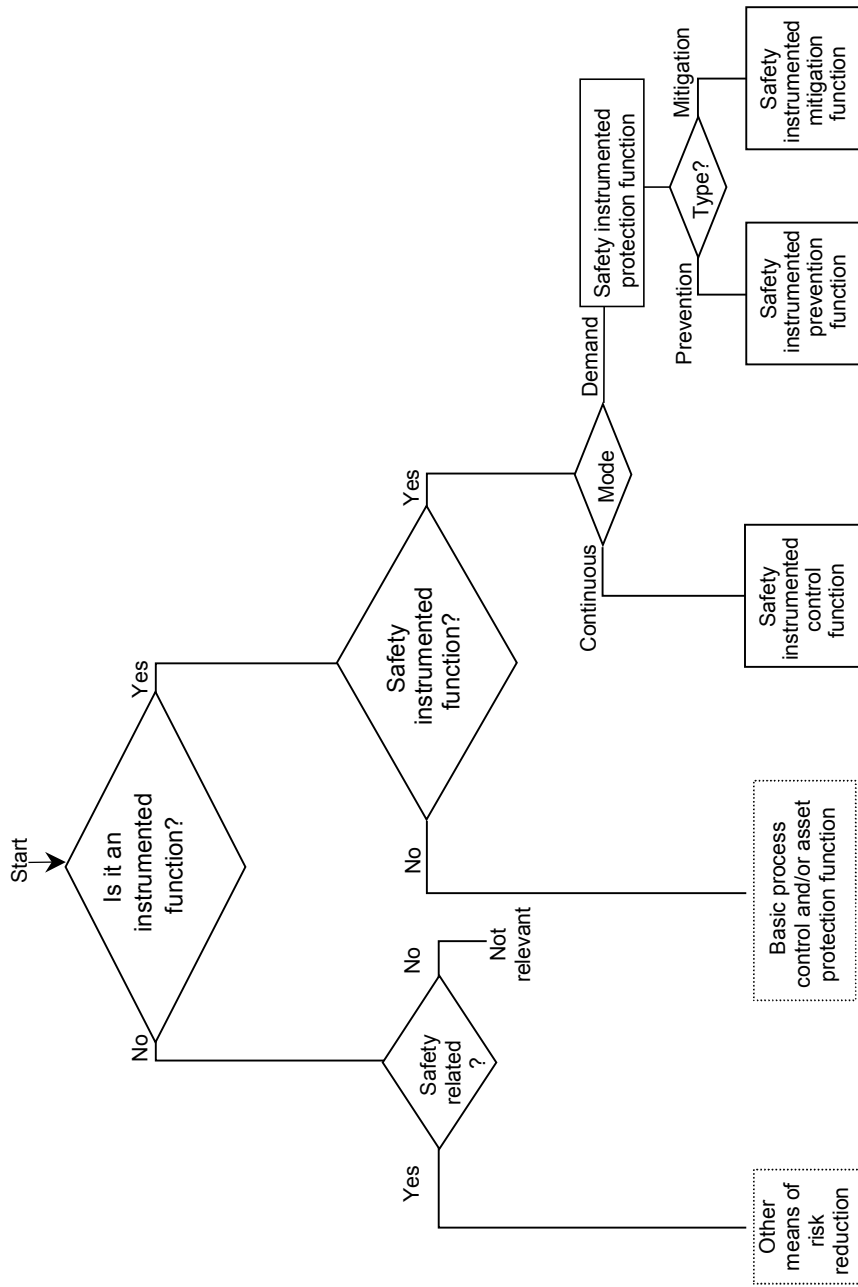 Start
Is it an
instrumented
function?
No
Yes
Safety
related
?
No
Not
relevant
Yes
Safety
instrumented
function?
No
Yes
Mode
Continuous
Demand
Safety instrumented
protection function
Type?
Prevention
Mitigation
Other
means of
risk
reduction
Basic process
control and/or asset
protection function
Safety
instrumented
control
function
Safety
instrumented
prevention
function
Safety
instrumented
mitigation
function